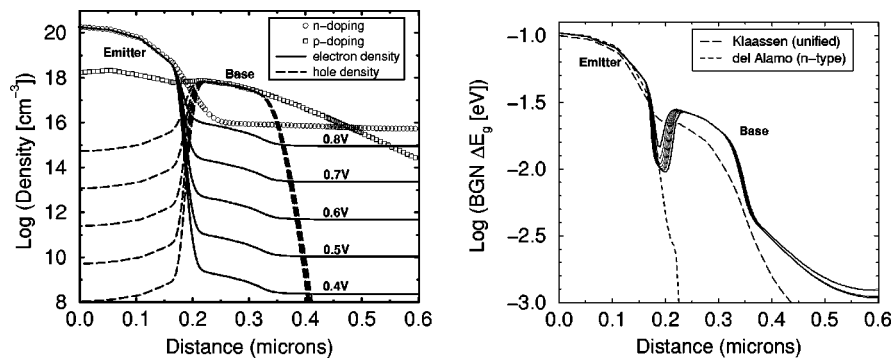 Log (Density [cm⁻³])
20
18
16
14
12
10
8
Emitter
Base
n-doping
p-doping
electron density
hole density
0.8V
0.7V
0.6V
0.5V
0.4V
0.0 0.1 0.2 0.3 0.4 0.5 0.6
Distance (microns)
Log (BGN ΔE_g [eV])
-1.0
-1.5
-2.0
-2.5
-3.0
Emitter
Base
Klaassen (unified)
del Alamo (n-type)
0.0 0.1 0.2 0.3 0.4 0.5 0.6
Distance (microns)